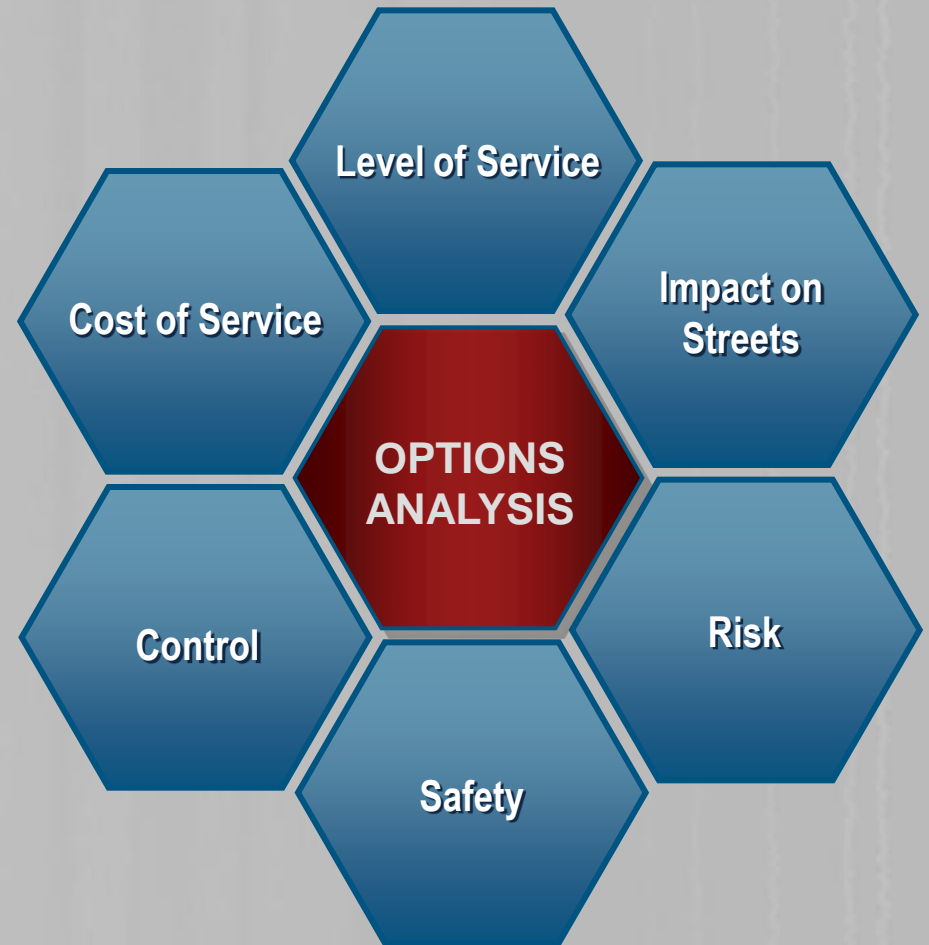 Level of Service
Impact on
Streets
Cost of Service
OPTIONS
ANALYSIS
Control
Risk
Safety